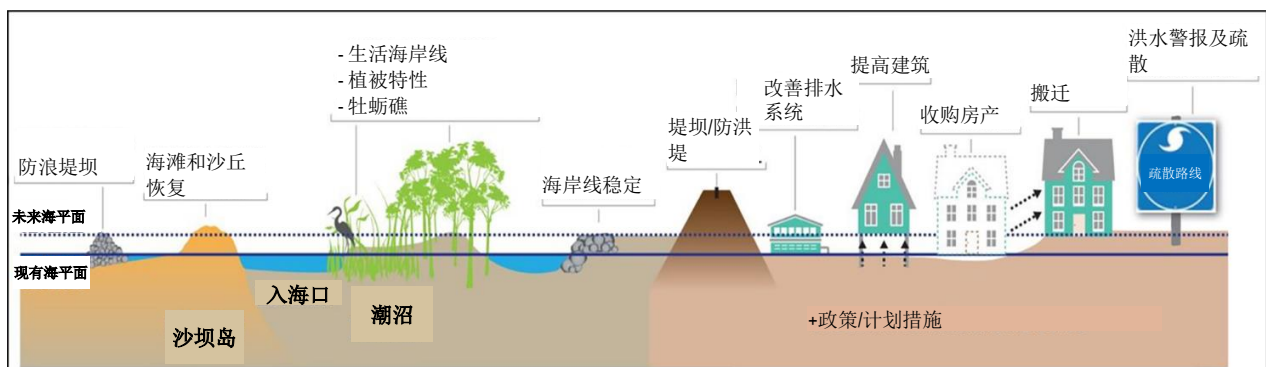 防浪堤坝
海滩和沙丘
恢复
- 生活海岸线
- 植被特性
- 牡蛎礁
海岸线稳定
堤坝/防洪
堤
改善排水
系统
提高建筑
收购房产
搬迁
洪水警报及疏
散
疏散路线
未来海平面
现有海平面
入海口
潮沼
沙坝岛
+政策/计划措施